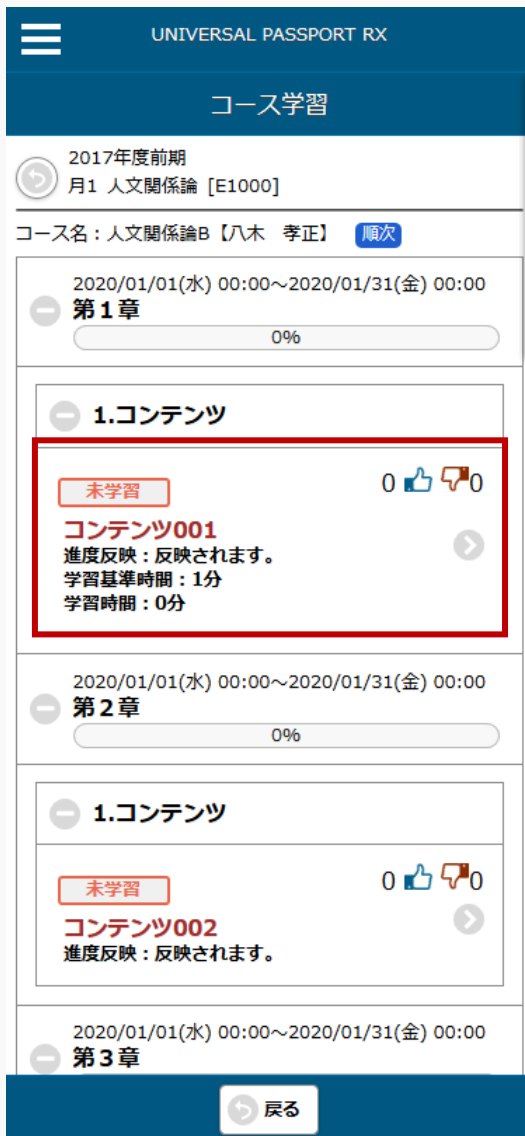 UNIVERSAL PASSPORT RX
コース学習
2017年度前期
月1 人文関係論 [E1000]
コース名：人文関係論B【八木　孝正】 順次
2020/01/01(水) 00:00～2020/01/31(金) 00:00
第１章
0%
1.コンテンツ
未学習
0 0
コンテンツ001
進度反映：反映されます。
学習基準時間：1分
学習時間：0分
2020/01/01(水) 00:00～2020/01/31(金) 00:00
第２章
0%
1.コンテンツ
未学習
0 0
コンテンツ002
進度反映：反映されます。
2020/01/01(水) 00:00～2020/01/31(金) 00:00
第３章
戻る